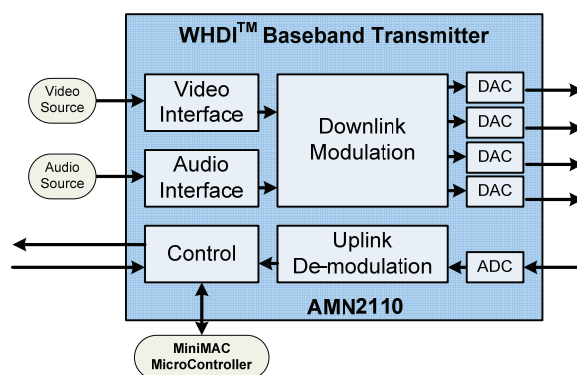 WHDI™ Baseband Transmitter
Video
Source
Video
Interface
Downlink
Modulation
DAC
DAC
DAC
DAC
Audio
Source
Audio
Interface
Control
Uplink
De-modulation
ADC
AMN2110
MiniMAC
MicroController